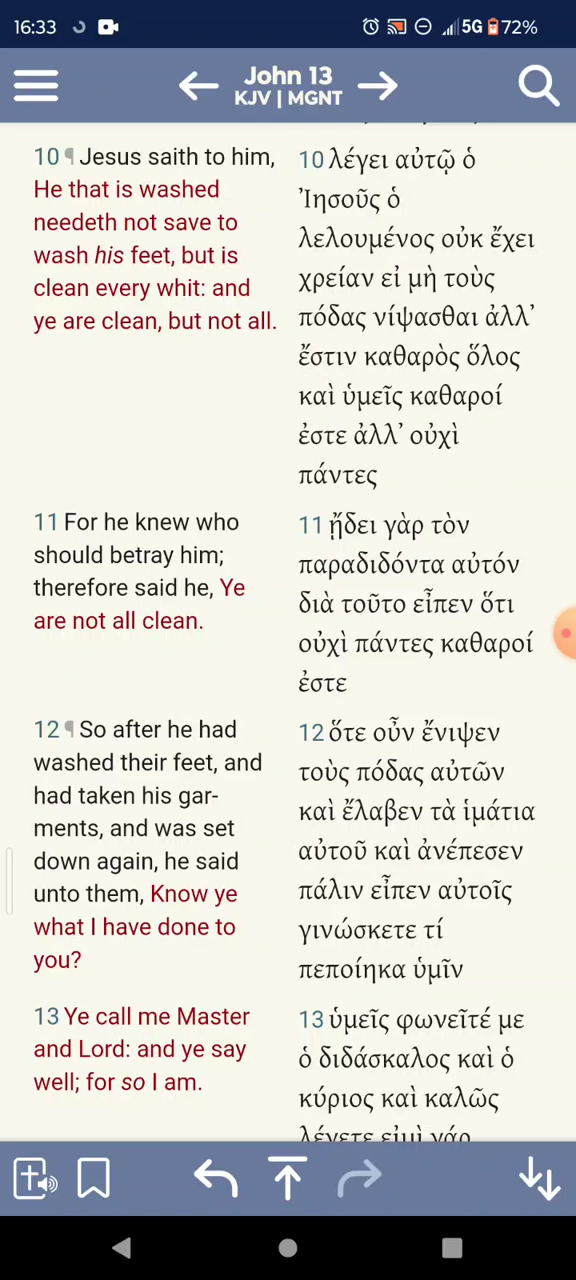 16:33
5G 72%
John 13
KJV | MGNT
10 ¶ Jesus saith to him,
He that is washed
needeth not save to
wash his feet, but is
clean every whit: and
ye are clean, but not all.
11 For he knew who
should betray him;
therefore said he, Ye
are not all clean.
12 ¶ So after he had
washed their feet, and
had taken his gar-
ments, and was set
down again, he said
unto them, Know ye
what I have done to
you?
13 Ye call me Master
and Lord: and ye say
well; for so I am.
10 λέγει αὐτῷ ὁ
Ἰησοῦς ὁ
λελουμένος οὐκ ἔχει
χρείαν εἰ μὴ τοὺς
πόδας νίψασθαι ἀλλ’
ἔστιν καθαρὸς ὅλος
καὶ ὑμεῖς καθαροί
ἐστε ἀλλ’ οὐχὶ
πάντες
11 ᾔδει γὰρ τὸν
παραδιδόντα αὐτόν
διὰ τοῦτο εἶπεν ὅτι
οὐχὶ πάντες καθαροί
ἐστε
12 ὅτε οὖν ἔνιψεν
τοὺς πόδας αὐτῶν
καὶ ἔλαβεν τὰ ἱμάτια
αὐτοῦ καὶ ἀνέπεσεν
πάλιν εἶπεν αὐτοῖς
γινώσκετε τί
πεποίηκα ὑμῖν
13 ὑμεῖς φωνεῖτέ με
ὁ διδάσκαλος καὶ ὁ
κύριος καὶ καλῶς
λέγετε εἰμὶ γάρ